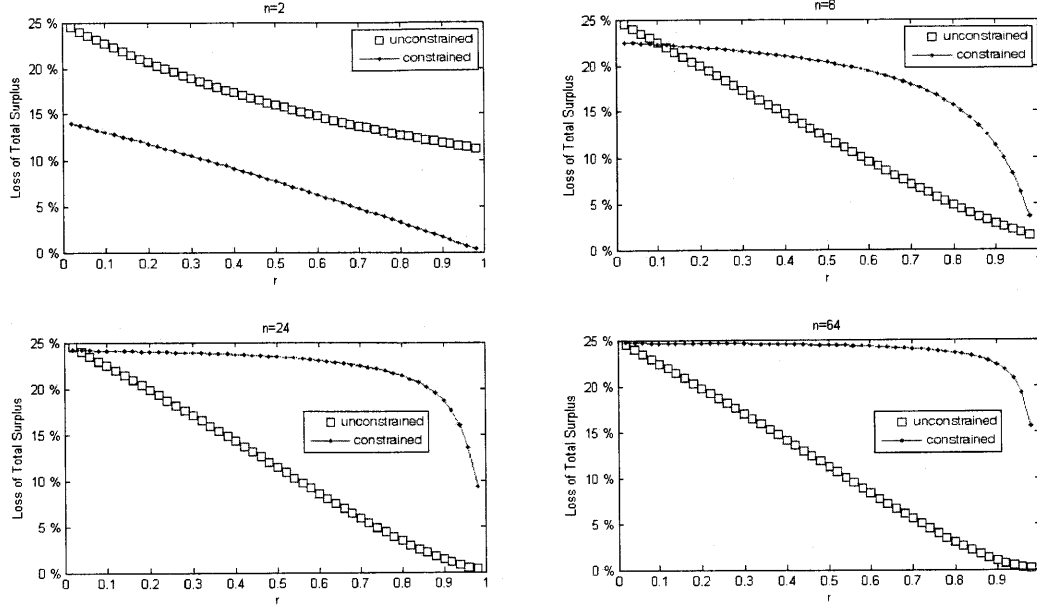 n=2
25 %
20 %
15 %
10 %
5 %
0 %
Loss of Total Surplus
unconstrained
constrained
0 0.1 0.2 0.3 0.4 0.5 0.6 0.7 0.8 0.9 1
r
n=8
25 %
20 %
15 %
10 %
5 %
0 %
Loss of Total Surplus
unconstrained
constrained
0 0.1 0.2 0.3 0.4 0.5 0.6 0.7 0.8 0.9
r
n=24
25 %
20 %
15 %
10 %
5 %
0 %
Loss of Total Surplus
unconstrained
constrained
0 0.1 0.2 0.3 0.4 0.5 0.6 0.7 0.8 0.9 1
r
n=64
25 %
20 %
15 %
10 %
5 %
0 %
Loss of Total Surplus
unconstrained
constrained
0 0.1 0.2 0.3 0.4 0.5 0.6 0.7 0.8 0.9
r